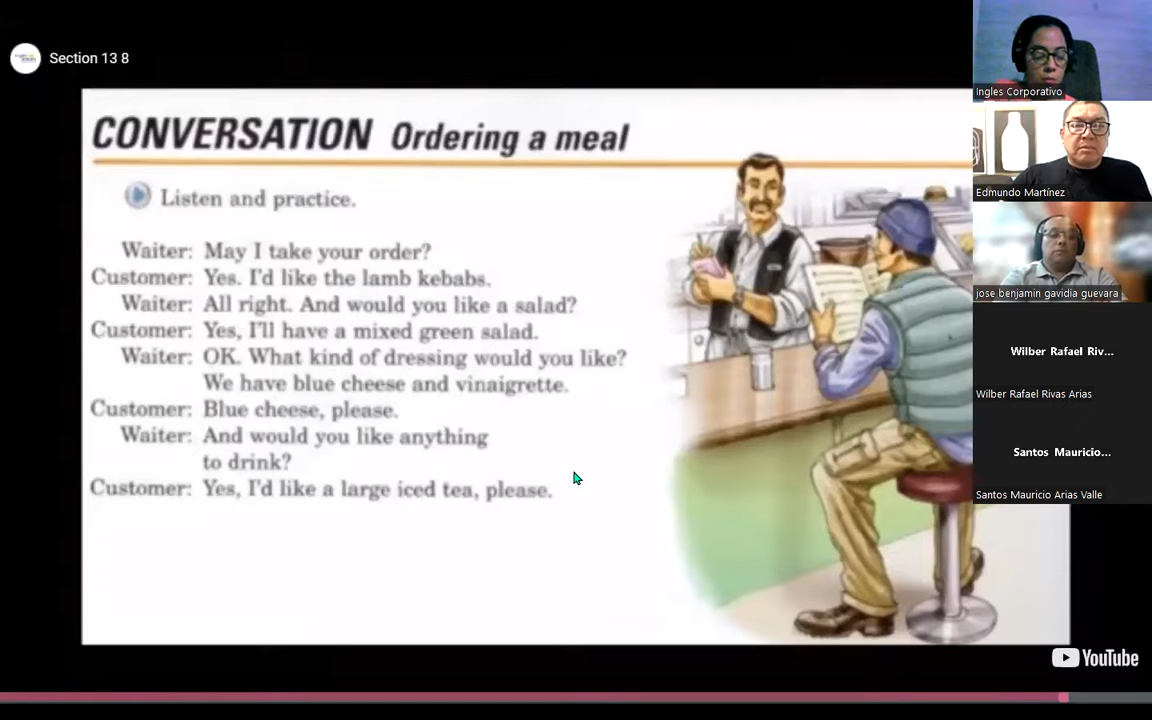 Section 13 8
CONVERSATION Ordering a meal
Listen and practice.
Waiter: May I take your order?
Customer: Yes. I'd like the lamb kebabs.
Waiter: All right. And would you like a salad?
Customer: Yes, I'll have a mixed green salad.
Waiter: OK. What kind of dressing would you like?
We have blue cheese and vinaigrette.
Customer: Blue cheese, please.
Waiter: And would you like anything
to drink?
Customer: Yes, I'd like a large iced tea, please.
Ingles Corporativo
Edmundo Martínez
jose benjamin gavidia guevara
Wilber Rafael Riv...
Wilber Rafael Rivas Arias
Santos Mauricio...
Santos Mauricio Arias Valle
YouTube